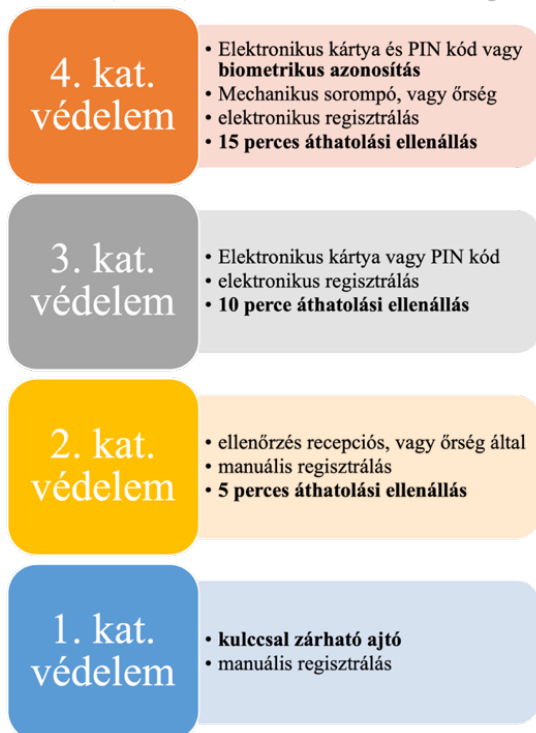 4. kat.
védelem
• Elektronikus kártya és PIN kód vagy
biometrikus azonosítás
• Mechanikus sorompó, vagy őrség
• elektronikus regisztrálás
• 15 perces áthatolási ellenállás
3. kat.
védelem
• Elektronikus kártya vagy PIN kód
• elektronikus regisztrálás
• 10 perce áthatolási ellenállás
2. kat.
védelem
• ellenőrzés recepciós, vagy őrség által
• manuális regisztrálás
• 5 perces áthatolási ellenállás
1. kat.
védelem
• kulccsal zárható ajtó
• manuális regisztrálás